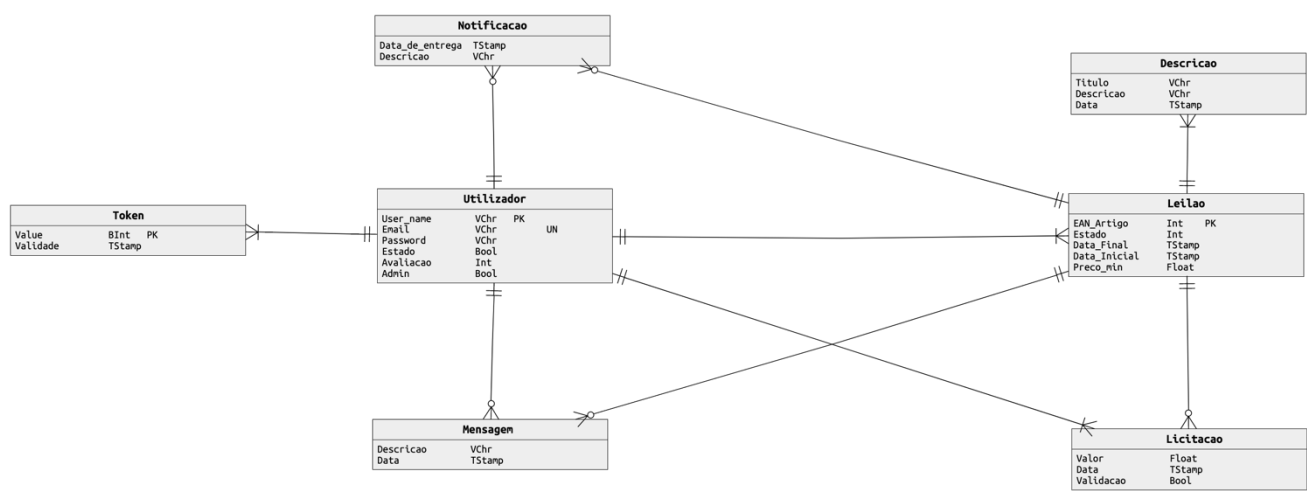 Notificacao
Data_de_entrega TStamp
Descricao VChr
Descricao
Titulo VChr
Descricao VChr
Data TStamp
Token
Value BInt PK
Validade TStamp
Utilizador
User_name VChr PK
Email VChr UN
Password VChr
Estado Bool
Avaliacao Int
Admin Bool
Leilao
EAN_Artigo Int PK
Estado Int
Data_Final TStamp
Data_Inicial TStamp
Preco_min Float
Mensagem
Descricao VChr
Data TStamp
Licitacao
Valor Float
Data TStamp
Validacao Bool